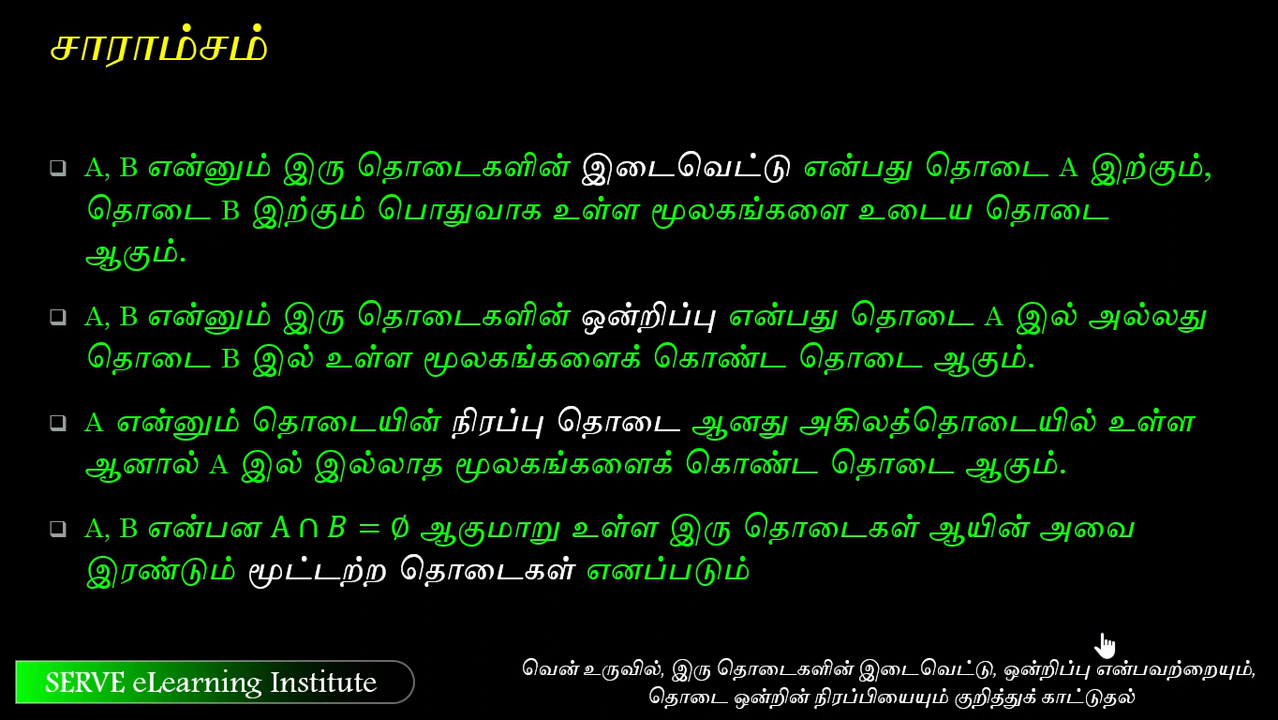 சாராம்சம்
❑ A, B என்னும் இரு தொடைகளின் இடைவெட்டு என்பது தொடை A இற்கும்,
தொடை B இற்கும் பொதுவாக உள்ள மூலகங்களை உடைய தொடை
ஆகும்.
❑ A, B என்னும் இரு தொடைகளின் ஒன்றிப்பு என்பது தொடை A இல் அல்லது
தொடை B இல் உள்ள மூலகங்களைக் கொண்ட தொடை ஆகும்.
❑ A என்னும் தொடையின் நிரப்பு தொடை ஆனது அகிலத்தொடையில் உள்ள
ஆனால் A இல் இல்லாத மூலகங்களைக் கொண்ட தொடை ஆகும்.
❑ A, B என்பன A ∩ B = ∅ ஆகுமாறு உள்ள இரு தொடைகள் ஆயின் அவை
இரண்டும் மூட்டற்ற தொடைகள் எனப்படும்
SERVE eLearning Institute
வென் உருவில், இரு தொடைகளின் இடைவெட்டு, ஒன்றிப்பு என்பவற்றையும்,
தொடை ஒன்றின் நிரப்பியையும் குறித்துக் காட்டுதல்